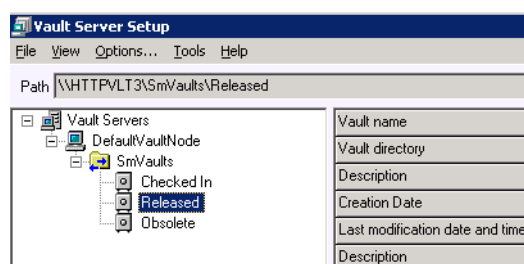 Vault Server Setup
File View Options... Tools Help
Path \\HTTPVLT3\SmVaults\Released
Vault Servers
DefaultVaultNode
SmVaults
Checked In
Released
Obsolete
Vault name
Vault directory
Description
Creation Date
Last modification date and time
Description